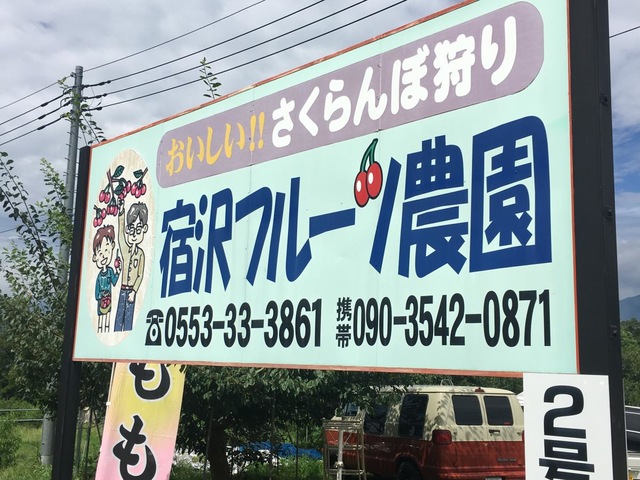 おいしい!! さくらんぼ狩り
宿沢フルーツ農園
☎0553-33-3861 携帯090-3542-0871
もも
2号